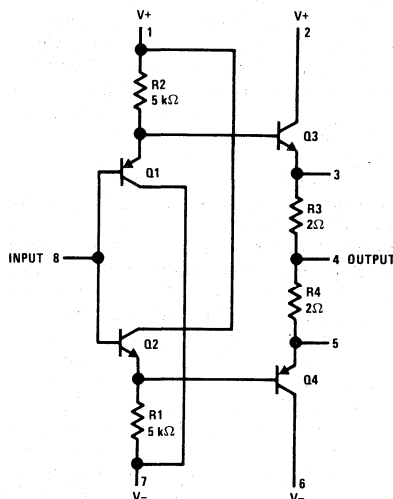 V+
1
V+
2
R2
5 kΩ
Q3
Q1
3
R3
2Ω
INPUT 8
4 OUTPUT
R4
2Ω
Q2
5
Q4
R1
5 kΩ
7
V−
6
V−